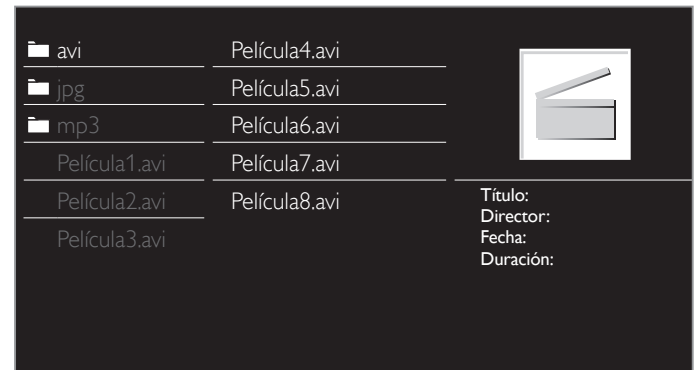 avi
jpg
mp3
Película1.avi
Película2.avi
Película3.avi
Película4.avi
Película5.avi
Película6.avi
Película7.avi
Película8.avi
Título:
Director:
Fecha:
Duración: